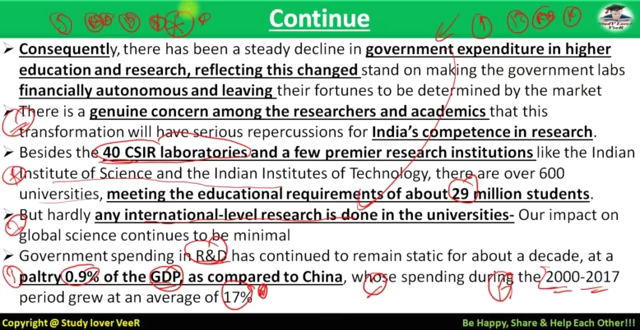 Continue
Consequently, there has been a steady decline in government expenditure in higher
education and research, reflecting this changed stand on making the government labs
financially autonomous and leaving their fortunes to be determined by the market
There is a genuine concern among the researchers and academics that this
transformation will have serious repercussions for India's competence in research.
Besides the 40 CSIR laboratories and a few premier research institutions like the Indian
Institute of Science and the Indian Institutes of Technology, there are over 600
universities, meeting the educational requirements of about 29 million students.
But hardly any international-level research is done in the universities- Our impact on
global science continues to be minimal
Government spending in R&D has continued to remain static for about a decade, at a
paltry 0.9% of the GDP as compared to China, whose spending during the 2000-2017
period grew at an average of 17%
Copyright @ Study lover VeeR
Be Happy, Share & Help Each Other!!!